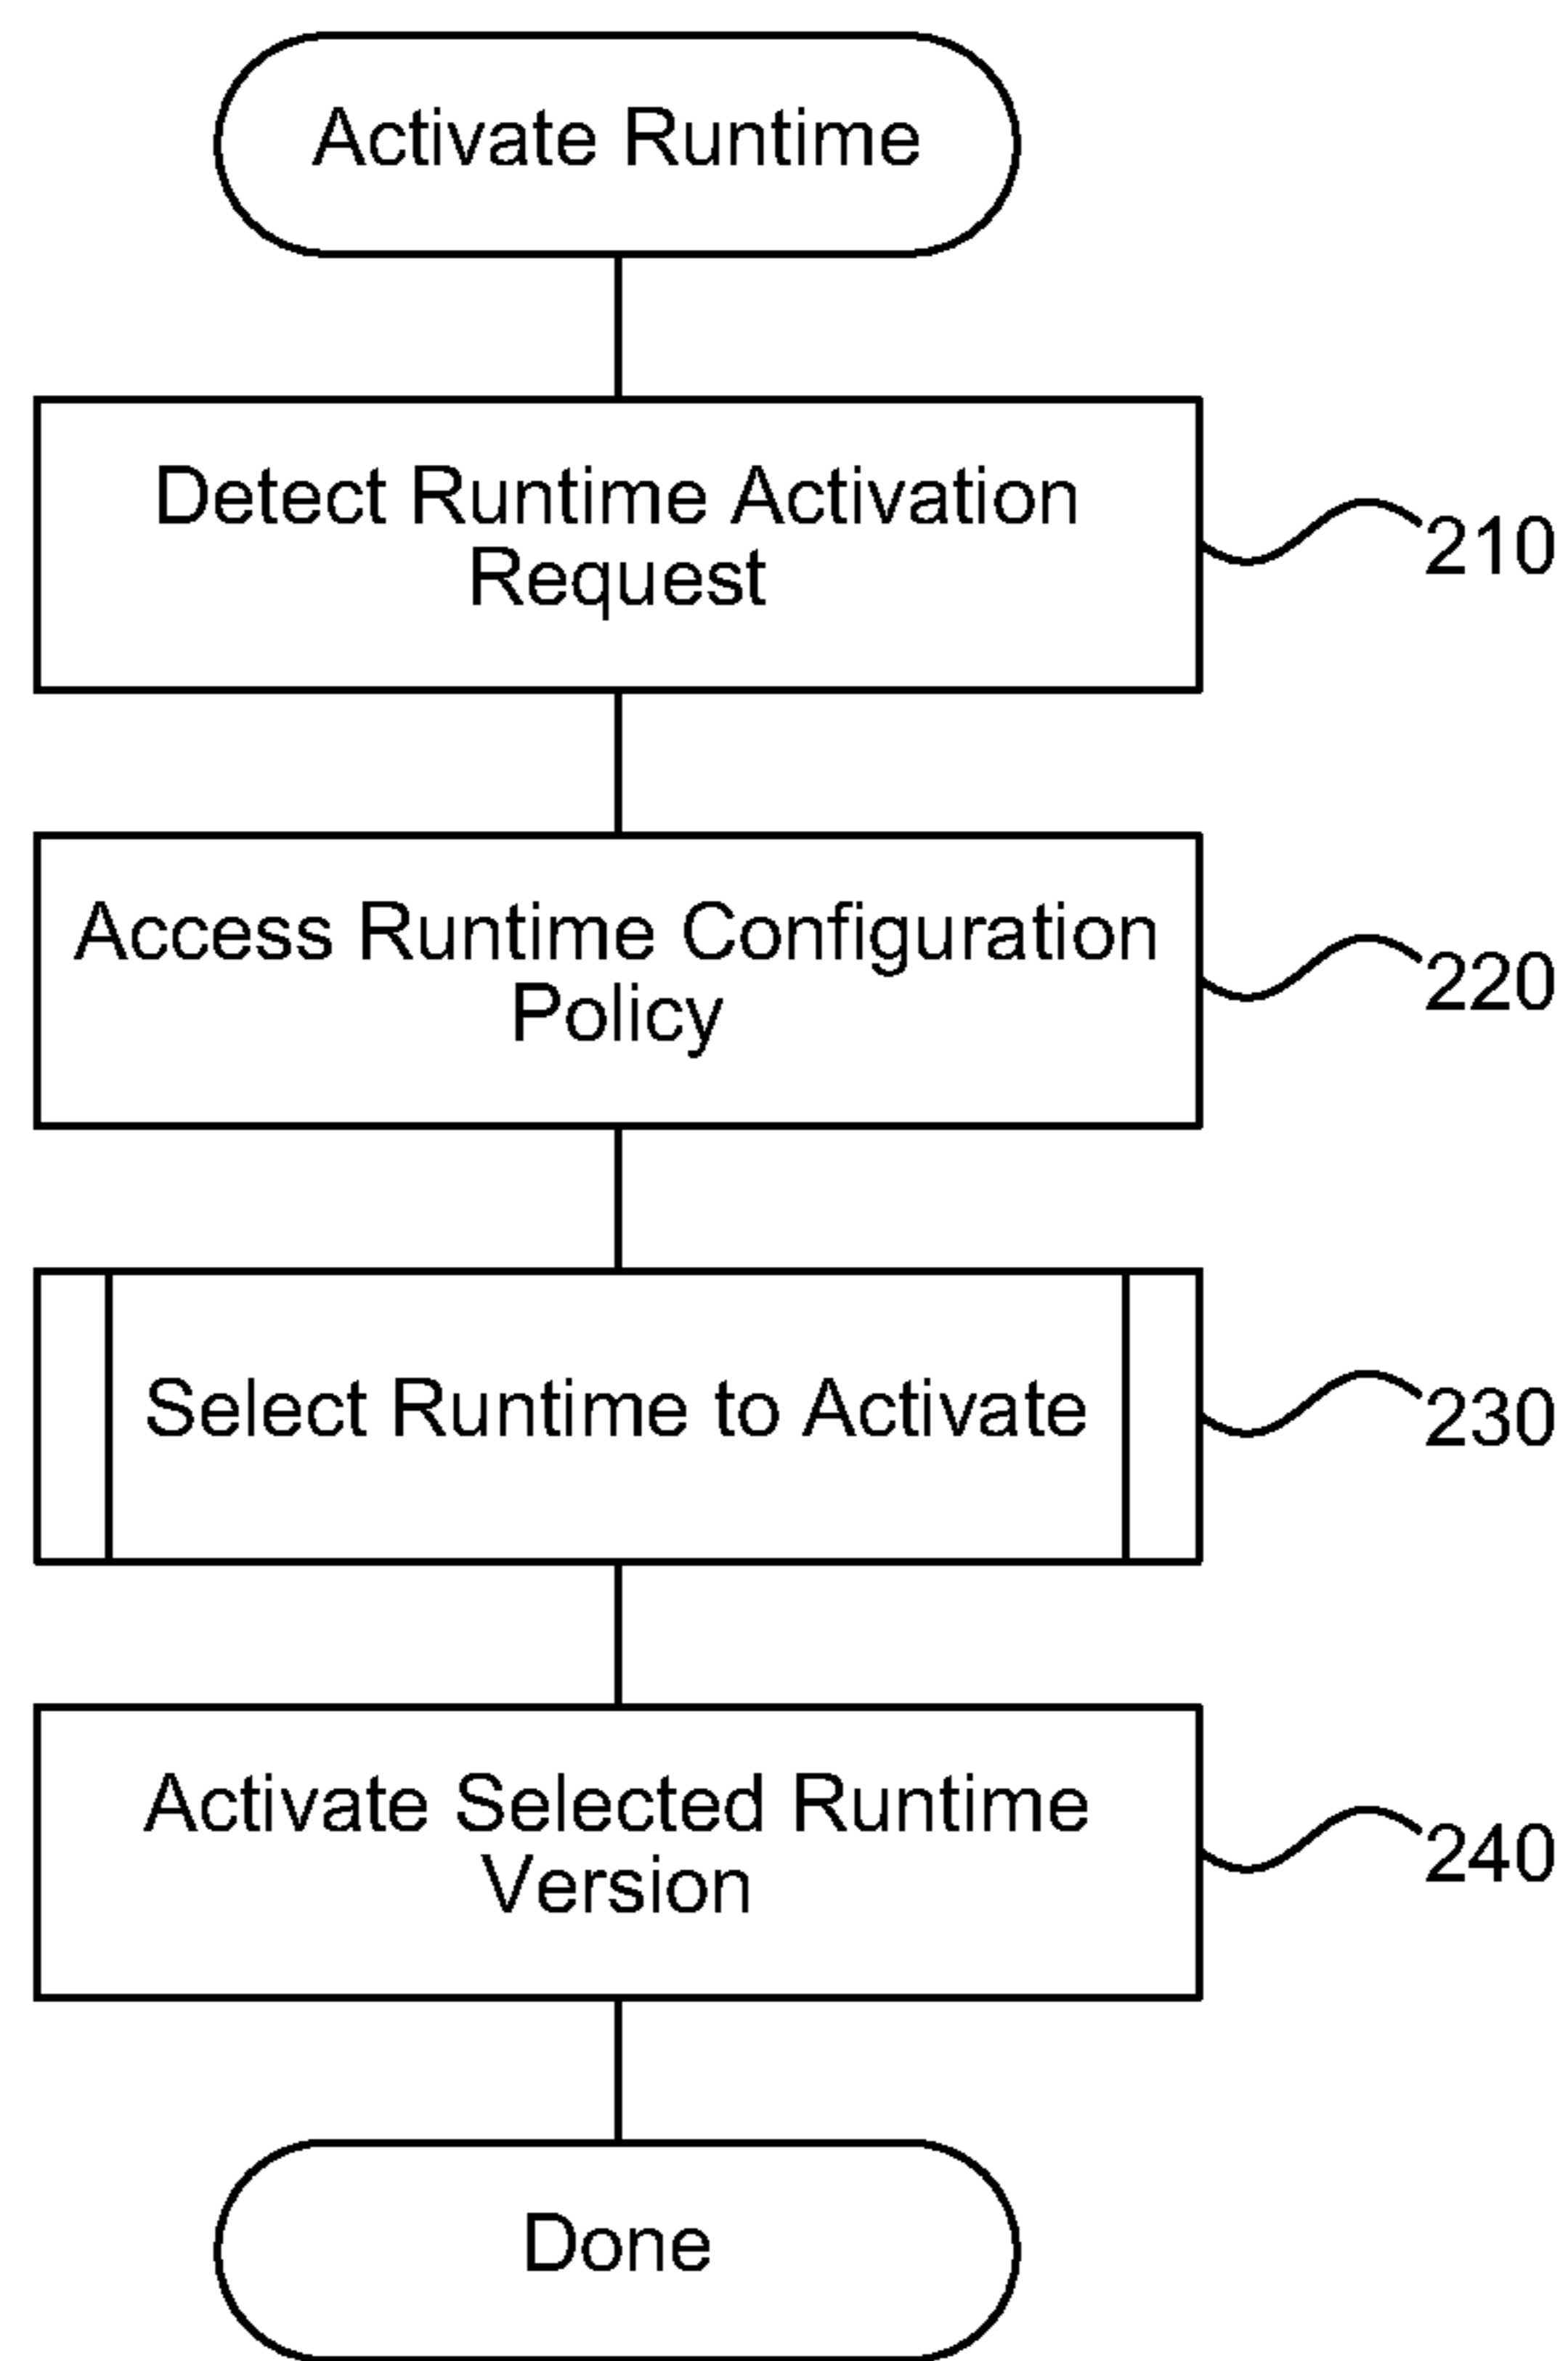 Activate Runtime
Detect Runtime Activation
Request
210
Access Runtime Configuration
Policy
220
Select Runtime to Activate
230
Activate Selected Runtime
Version
240
Done